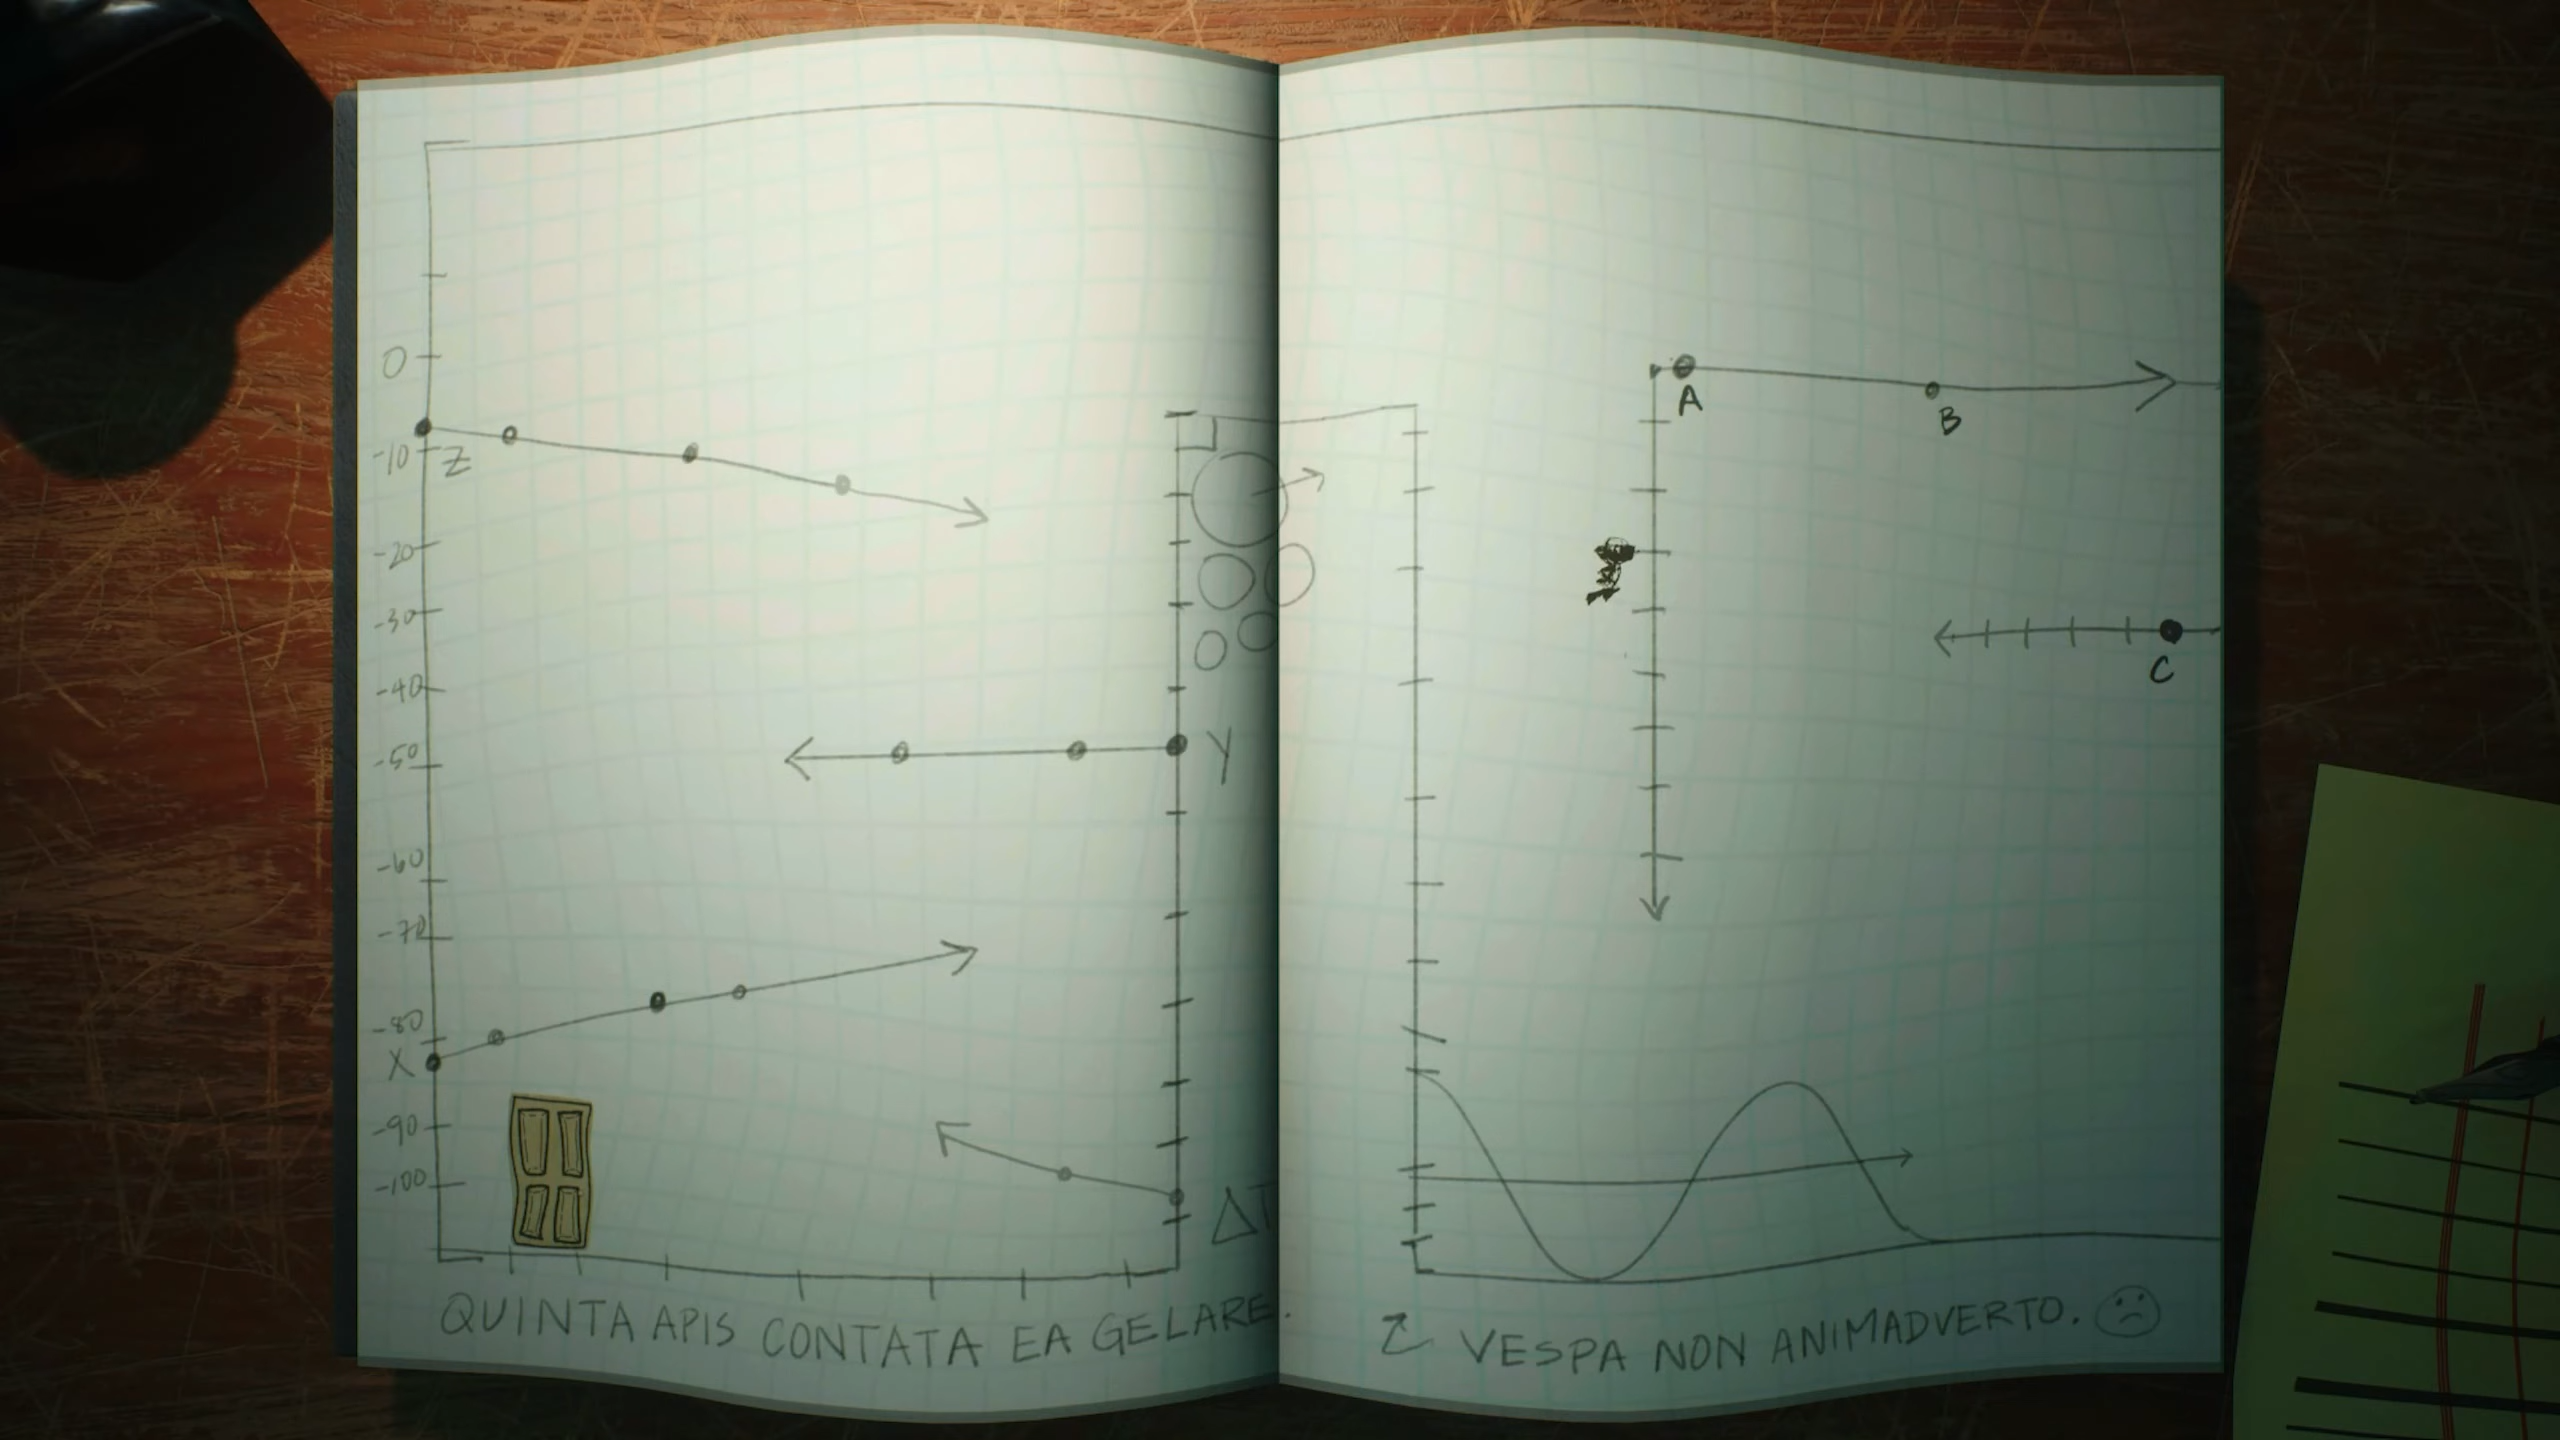 0
-10
Z
-20
-30
-40
-50
Y
-60
-70
-80
X
-90
-100
ΔT
A
B
C
QUINTA APIS CONTATA EA GELARE.
Z VESPA NON ANIMADVERTO.